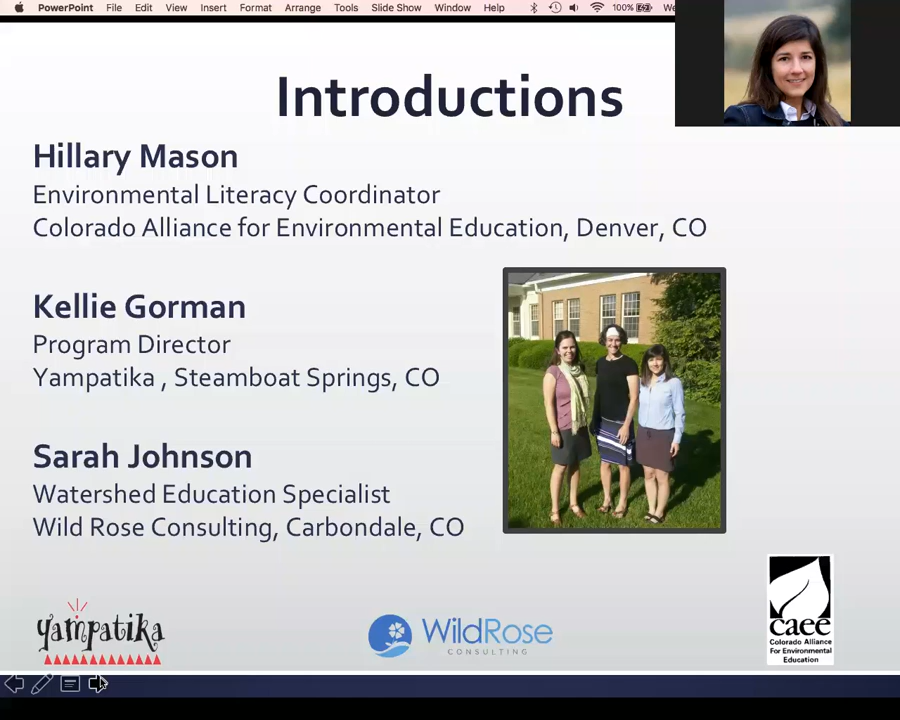 PowerPoint File Edit View Insert Format Arrange Tools Slide Show Window Help 100% We
Introductions
Hillary Mason
Environmental Literacy Coordinator
Colorado Alliance for Environmental Education, Denver, CO
Kellie Gorman
Program Director
Yampatika , Steamboat Springs, CO
Sarah Johnson
Watershed Education Specialist
Wild Rose Consulting, Carbondale, CO
yampatika
WildRose
CONSULTING
caee
Colorado Alliance
For Environmental
Education